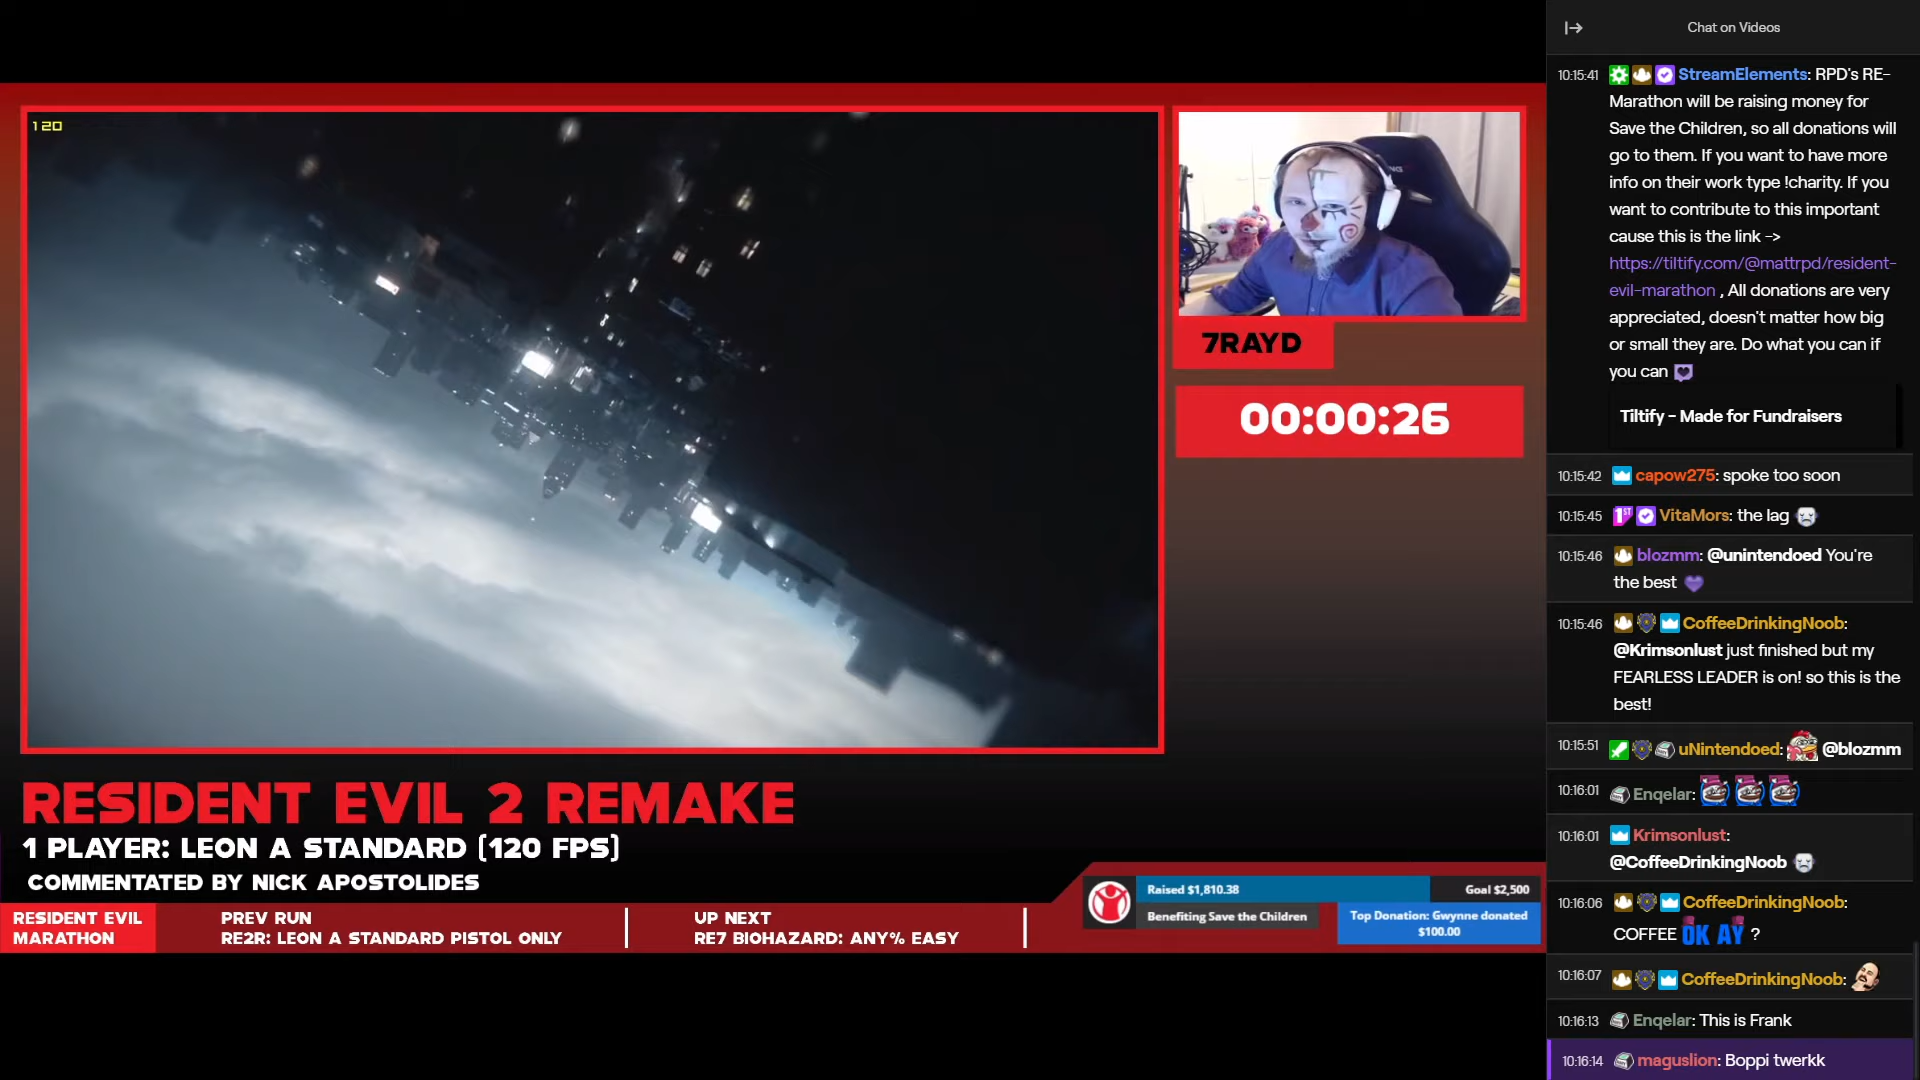 120
7RAYD
00:00:26
RESIDENT EVIL 2 REMAKE
1 PLAYER: LEON A STANDARD (120 FPS)
COMMENTATED BY NICK APOSTOLIDES
RESIDENT EVIL
MARATHON
PREV RUN
RE2R: LEON A STANDARD PISTOL ONLY
UP NEXT
RE7 BIOHAZARD: ANY% EASY
Raised $1,810.38
Goal $2,500
Benefiting Save the Children
Top Donation: Gwynne donated
$100.00
Chat on Videos
10:15:41 StreamElements: RPD's RE-
Marathon will be raising money for
Save the Children, so all donations will
go to them. If you want to have more
info on their work type !charity. If you
want to contribute to this important
cause this is the link ->
https://tiltify.com/@mattrpd/resident-
evil-marathon , All donations are very
appreciated, doesn't matter how big
or small they are. Do what you can if
you can
Tiltify - Made for Fundraisers
10:15:42 capow275: spoke too soon
10:15:45 1ST VitaMors: the lag
10:15:46 blozmm: @unintendoed You're
the best
10:15:46 CoffeeDrinkingNoob:
@Krimsonlust just finished but my
FEARLESS LEADER is on! so this is the
best!
10:15:51 uNintendoed: @blozmm
10:16:01 Enqelar:
10:16:01 Krimsonlust:
@CoffeeDrinkingNoob
10:16:06 CoffeeDrinkingNoob:
COFFEE OK AY ?
10:16:07 CoffeeDrinkingNoob:
10:16:13 Enqelar: This is Frank
10:16:14 maguslion: Boppi twerkk